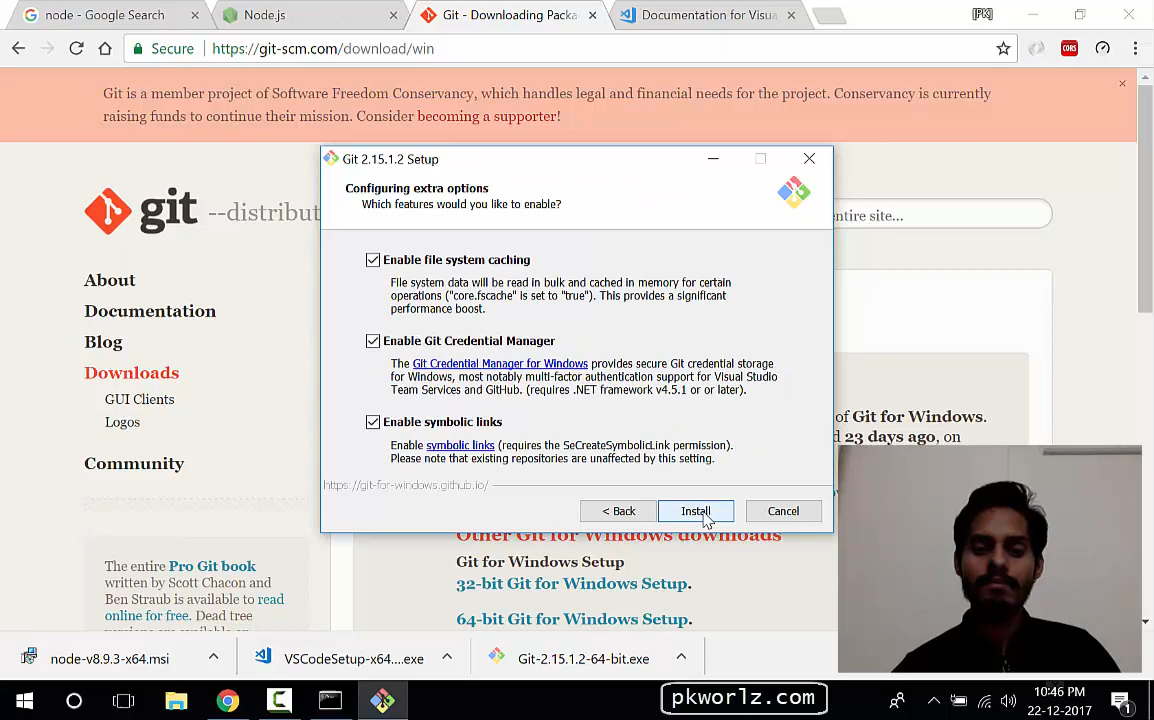 node - Google Search
Node.js
Git - Downloading Packa
Documentation for Visua
[PK]
Secure
https://git-scm.com/download/win
CORS
Git is a member project of Software Freedom Conservancy, which handles legal and financial needs for the project. Conservancy is currently
raising funds to continue their mission. Consider becoming a supporter!
git --distribut
entire site...
About
Documentation
Blog
Downloads
GUI Clients
Logos
Community
The entire Pro Git book
written by Scott Chacon and
Ben Straub is available to read
online for free. Dead tree
versions are available on
Git 2.15.1.2 Setup
Configuring extra options
Which features would you like to enable?
Enable file system caching
File system data will be read in bulk and cached in memory for certain
operations ("core.fscache" is set to "true"). This provides a significant
performance boost.
Enable Git Credential Manager
The Git Credential Manager for Windows provides secure Git credential storage
for Windows, most notably multi-factor authentication support for Visual Studio
Team Services and GitHub. (requires .NET framework v4.5.1 or or later).
Enable symbolic links
Enable symbolic links (requires the SeCreateSymbolicLink permission).
Please note that existing repositories are unaffected by this setting.
https://git-for-windows.github.io/
< Back
Install
Cancel
of Git for Windows.
23 days ago, on
Other Git for Windows downloads
Git for Windows Setup
32-bit Git for Windows Setup.
64-bit Git for Windows Setup.
node-v8.9.3-x64.msi
VSCodeSetup-x64....exe
Git-2.15.1.2-64-bit.exe
pkworlz.com
10:46 PM
22-12-2017
1